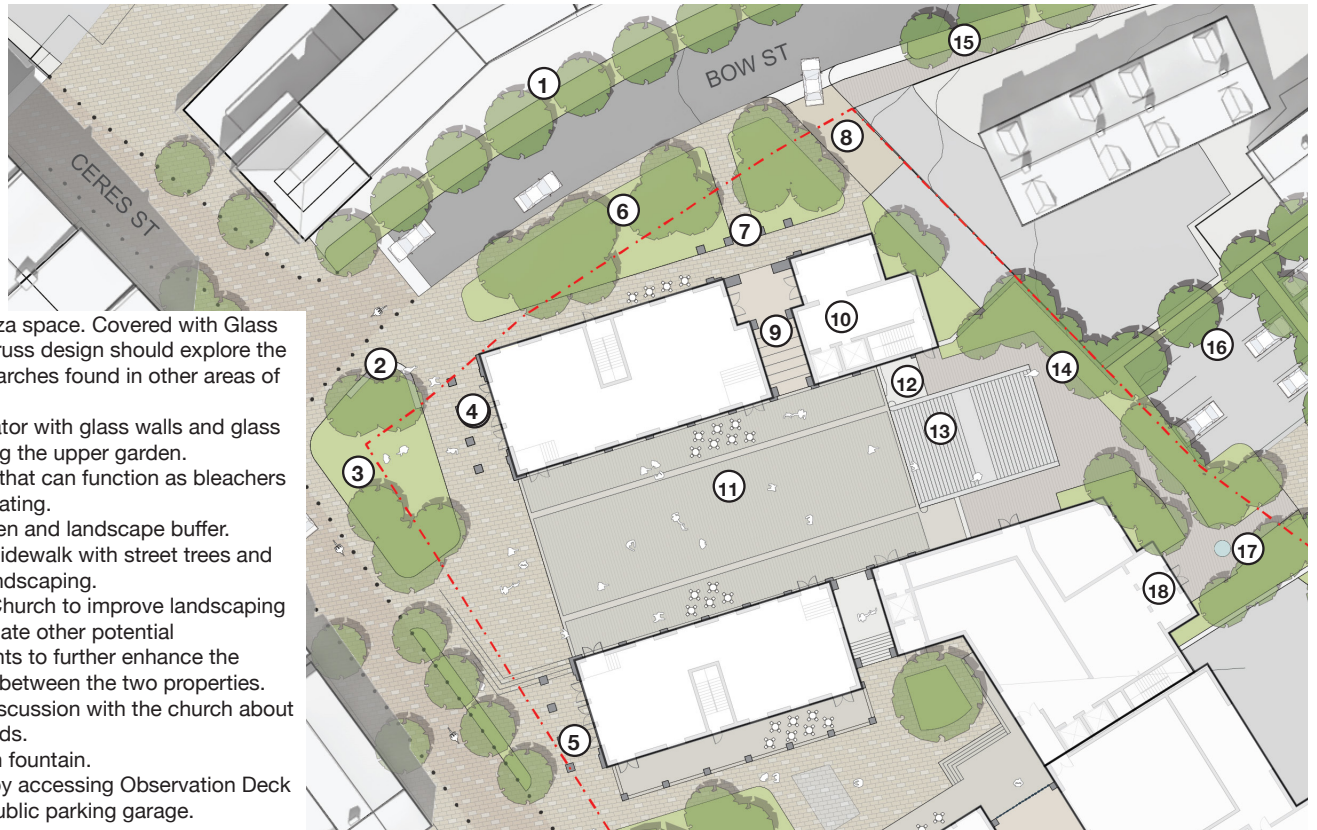 1
BOW ST
15
CERES ST
8
6
7
2
9
10
16
4
12
14
3
13
11
17
18
5
za space. Covered with Glass
russ design should explore the
arches found in other areas of
ator with glass walls and glass
ng the upper garden.
that can function as bleachers
ating.
en and landscape buffer.
idewalk with street trees and
ndscaping.
Church to improve landscaping
ate other potential
nts to further enhance the
between the two properties.
scussion with the church about
ds.
n fountain.
by accessing Observation Deck
ublic parking garage.